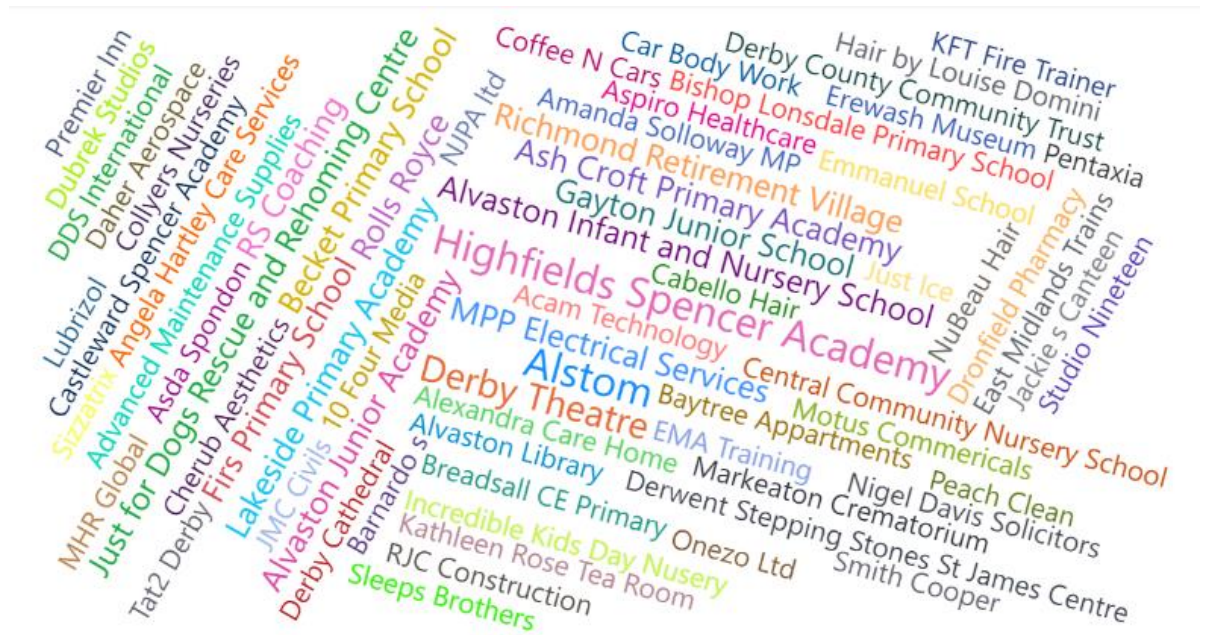 Premier Inn
Dubrek Studios
DDS International
Daher Aerospace
Collyers Nurseries
Lubrizol
Castleward Spencer Academy
Sizzatrix
Angela Hartley Care Services
Advanced Maintenance Supplies
Asda Spondon
RS Coaching
MHR Global
Just for Dogs Rescue and Rehoming Centre
Cherub Aesthetics
Becket Primary School
Tat2 Derby
Firs Primary School
Rolls Royce
NJPA ltd
Lakeside Primary Academy
JMC Civils
10 Four Media
Alvaston Junior Academy
Derby Cathedral
Barnardo s
Coffee N Cars
Car Body Work
Derby County Community Trust
Hair by Louise Domini
KFT Fire Trainer
Bishop Lonsdale Primary School
Erewash Museum
Aspiro Healthcare
Pentaxia
Amanda Solloway MP
Emmanuel School
Richmond Retirement Village
Ash Croft Primary Academy
Gayton Junior School
Just Ice
Alvaston Infant and Nursery School
Highfields Spencer Academy
Cabello Hair
Acam Technology
MPP Electrical Services
Alstom
Central Community Nursery School
Derby Theatre
Baytree Appartments
Motus Commericals
Alexandra Care Home
EMA Training
Peach Clean
Alvaston Library
Markeaton Crematorium
Nigel Davis Solicitors
Breadsall CE Primary
Derwent Stepping Stones St James Centre
Incredible Kids Day Nusery
Onezo Ltd
Smith Cooper
Kathleen Rose Tea Room
RJC Construction
Sleeps Brothers
NuBeau Hair
Dronfield Pharmacy
East Midlands Trains
Jackie s Canteen
Studio Nineteen